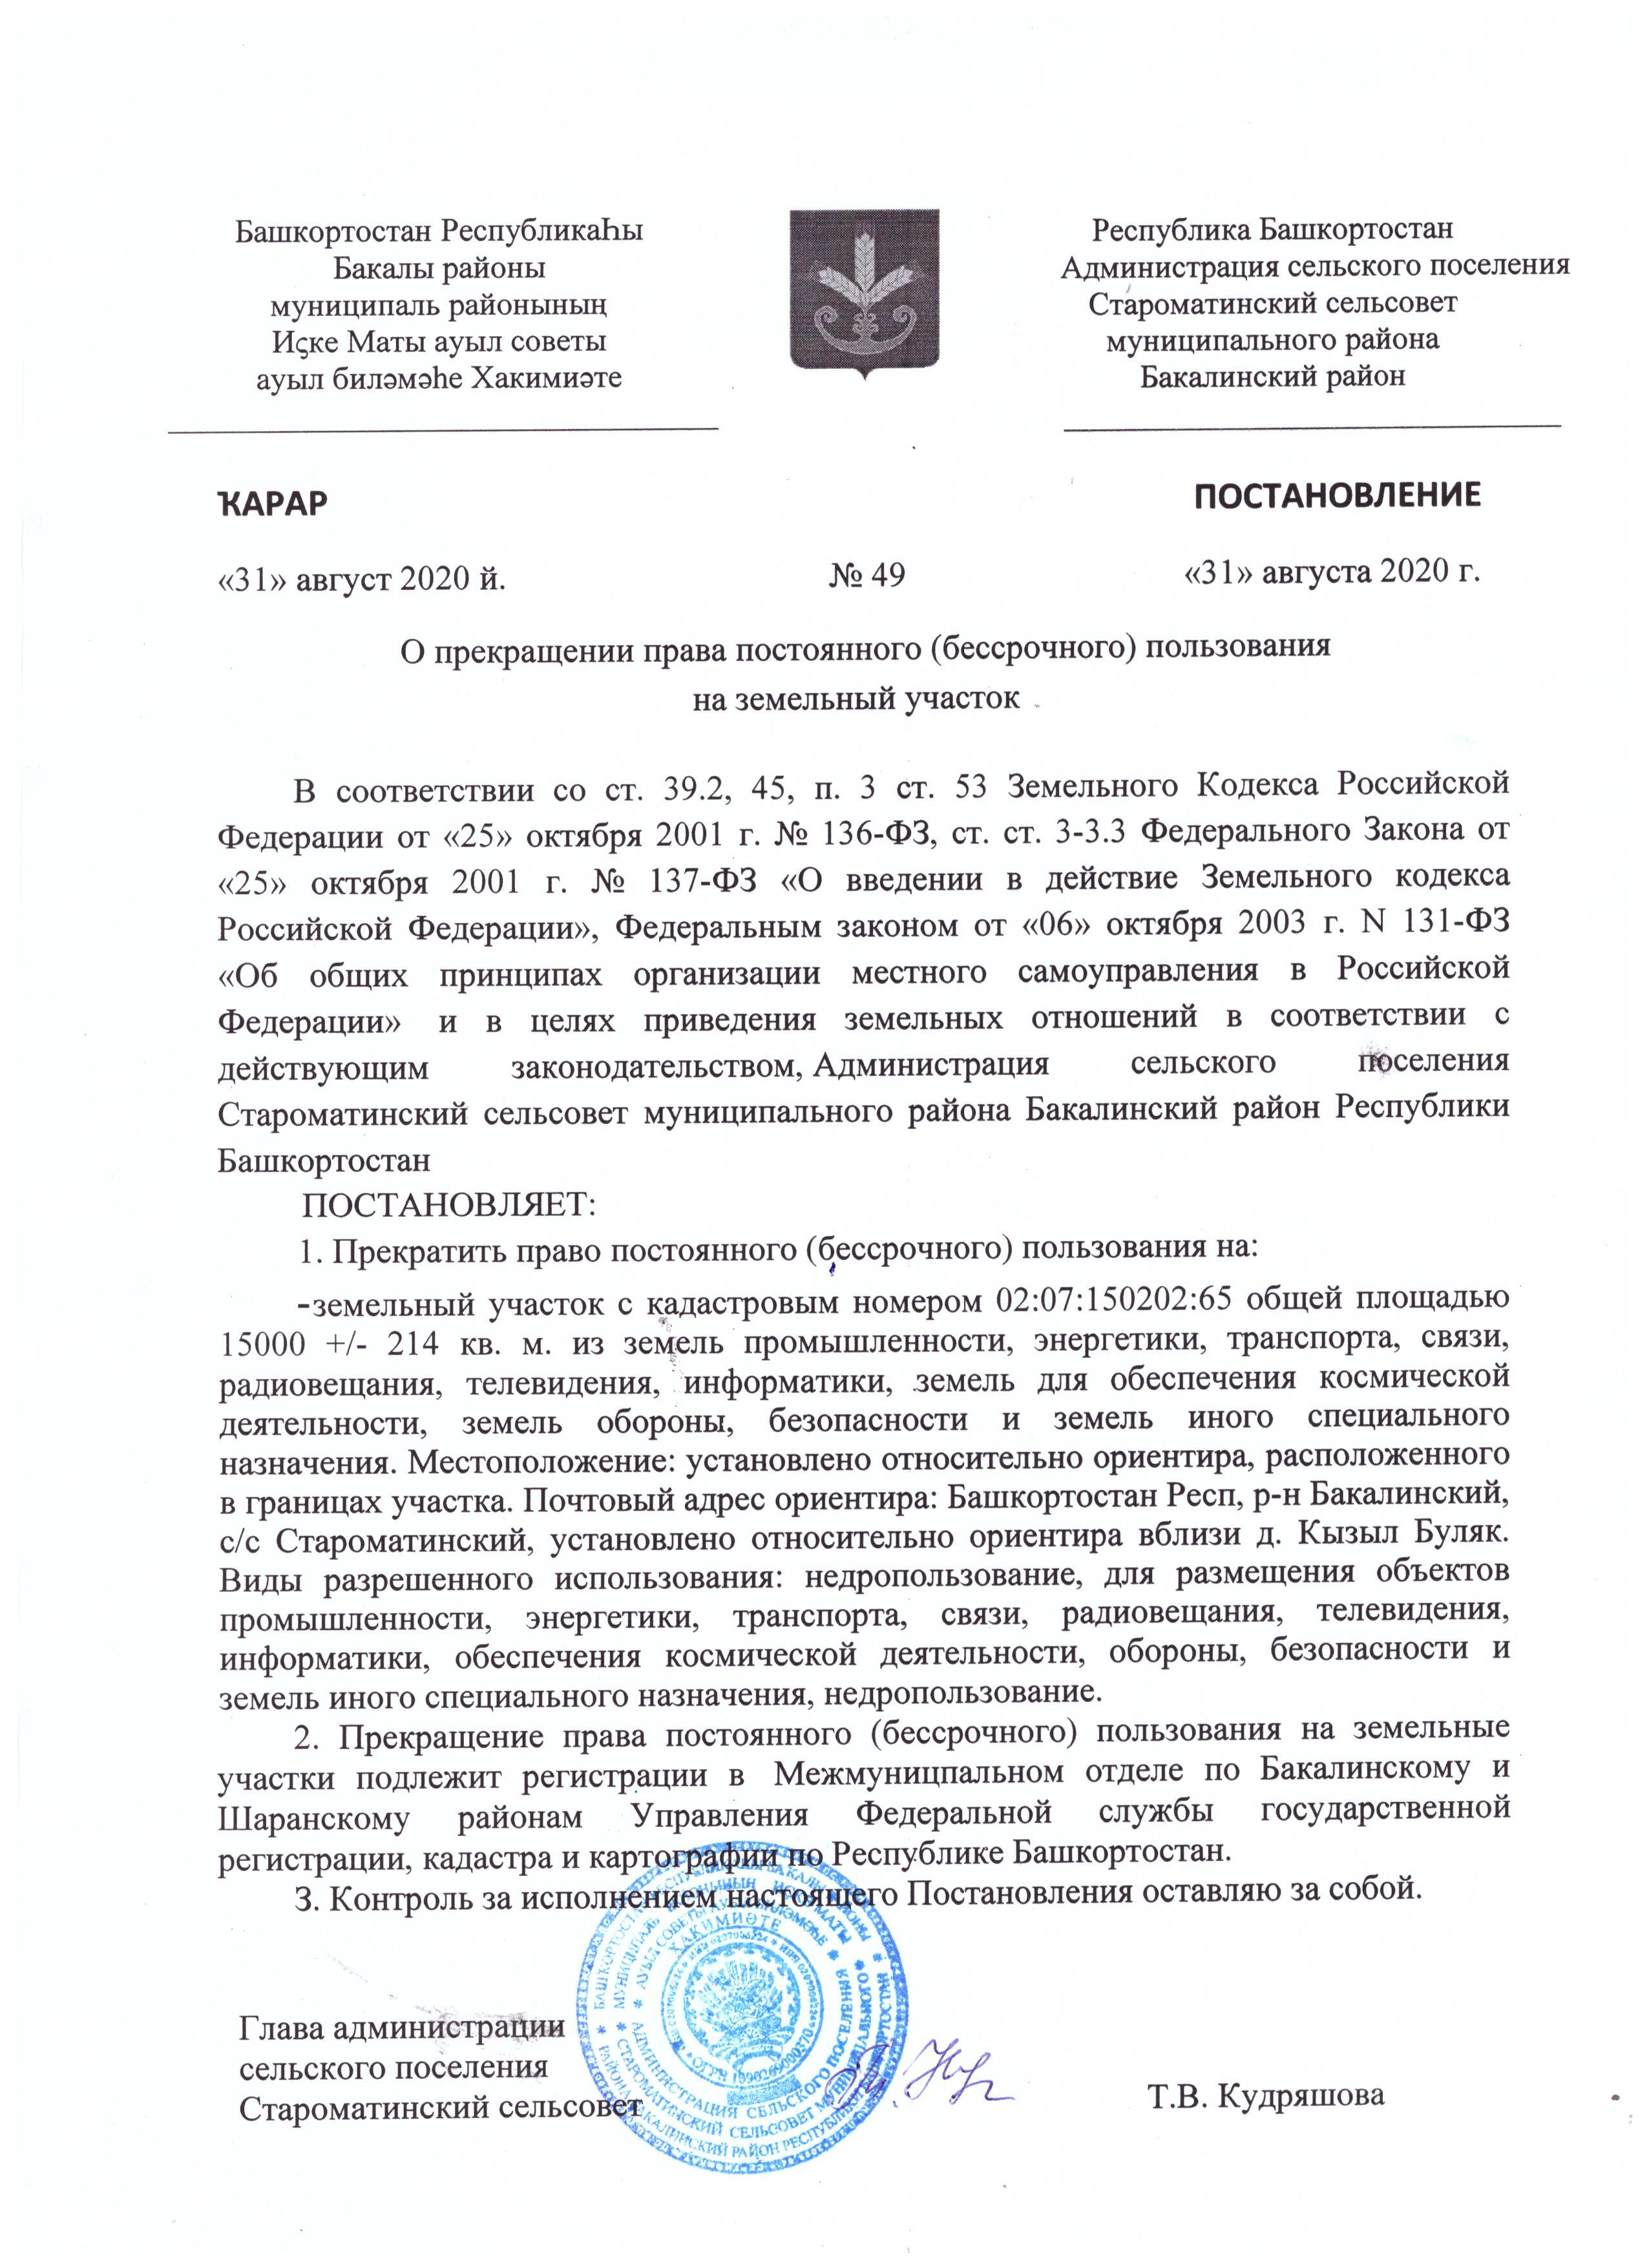 Башкортостан РеспубликаҺы
Бакалы районы
муниципаль районының
Иҫке Маты ауыл советы
ауыл биләмәһе Хакимиәте
Республика Башкортостан
Администрация сельского поселения
Староматинский сельсовет
муниципального района
Бакалинский район
ҠАРАР
ПОСТАНОВЛЕНИЕ
«31» август 2020 й.
№ 49
«31» августа 2020 г.
О прекращении права постоянного (бессрочного) пользования
на земельный участок
В соответствии со ст. 39.2, 45, п. 3 ст. 53 Земельного Кодекса Российской
Федерации от «25» октября 2001 г. № 136-ФЗ, ст. ст. 3-3.3 Федерального Закона от
«25» октября 2001 г. № 137-ФЗ «О введении в действие Земельного кодекса
Российской Федерации», Федеральным законом от «06» октября 2003 г. N 131-ФЗ
«Об общих принципах организации местного самоуправления в Российской
Федерации» и в целях приведения земельных отношений в соответствии с
действующим законодательством, Администрация сельского поселения
Староматинский сельсовет муниципального района Бакалинский район Республики
Башкортостан
ПОСТАНОВЛЯЕТ:
1. Прекратить право постоянного (бессрочного) пользования на:
-земельный участок с кадастровым номером 02:07:150202:65 общей площадью
15000 +/- 214 кв. м. из земель промышленности, энергетики, транспорта, связи,
радиовещания, телевидения, информатики, земель для обеспечения космической
деятельности, земель обороны, безопасности и земель иного специального
назначения. Местоположение: установлено относительно ориентира, расположенного
в границах участка. Почтовый адрес ориентира: Башкортостан Респ, р-н Бакалинский,
с/с Староматинский, установлено относительно ориентира вблизи д. Кызыл Буляк.
Виды разрешенного использования: недропользование, для размещения объектов
промышленности, энергетики, транспорта, связи, радиовещания, телевидения,
информатики, обеспечения космической деятельности, обороны, безопасности и
земель иного специального назначения, недропользование.
2. Прекращение права постоянного (бессрочного) пользования на земельные
участки подлежит регистрации в Межмуницпальном отделе по Бакалинскому и
Шаранскому районам Управления Федеральной службы государственной
регистрации, кадастра и картографии по Республике Башкортостан.
3. Контроль за исполнением настоящего Постановления оставляю за собой.
ХАКИМИӘТЕ
АДМИНИСТРАЦИЯ СЕЛЬСКОГО ПОСЕЛЕНИЯ
СТАРОМАТИНСКИЙ СЕЛЬСОВЕТ МУНИЦИПАЛЬНОГО
РАЙОНА БАКАЛИНСКИЙ РАЙОН РЕСПУБЛИКИ БАШКОРТОСТАН
Глава администрации
сельского поселения
Староматинский сельсовет
Т.В. Кудряшова